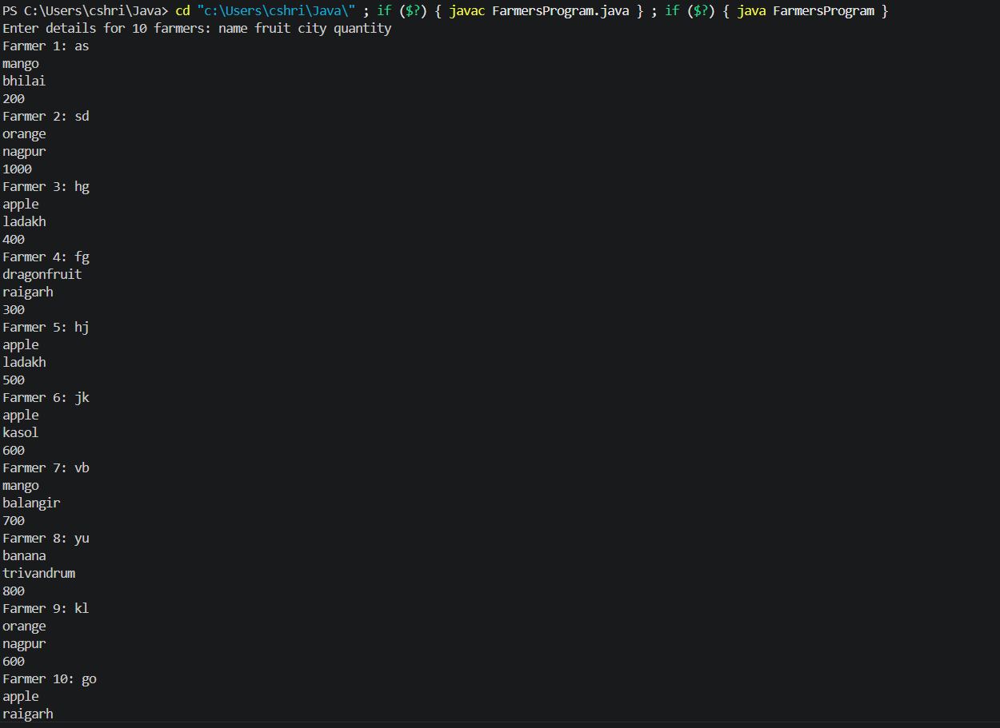 PS C:\Users\cshri\Java> cd "c:\Users\cshri\Java\" ; if ($?) { javac FarmersProgram.java } ; if ($?) { java FarmersProgram }
Enter details for 10 farmers: name fruit city quantity
Farmer 1: as
mango
bhilai
200
Farmer 2: sd
orange
nagpur
1000
Farmer 3: hg
apple
ladakh
400
Farmer 4: fg
dragonfruit
raigarh
300
Farmer 5: hj
apple
ladakh
500
Farmer 6: jk
apple
kasol
600
Farmer 7: vb
mango
balangir
700
Farmer 8: yu
banana
trivandrum
800
Farmer 9: kl
orange
nagpur
600
Farmer 10: go
apple
raigarh